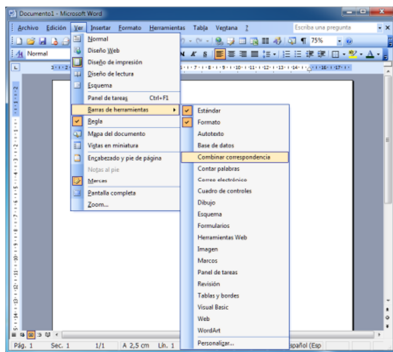 Documento1 - Microsoft Word
Archivo Edición Ver Insertar Formato Herramientas Tabla Ventana ?
Escriba una pregunta
Normal
75%
Normal
Diseño Web
Diseño de impresión
Diseño de lectura
Esquema
Panel de tareas Ctrl+F1
Barras de herramientas
Regla
Mapa del documento
Vistas en miniatura
Encabezado y pie de página
Notas al pie
Marcas
Pantalla completa
Zoom...
Estándar
Formato
Autotexto
Base de datos
Combinar correspondencia
Contar palabras
Correo electrónico
Cuadro de controles
Dibujo
Esquema
Formularios
Herramientas Web
Imagen
Marcos
Panel de tareas
Revisión
Tablas y bordes
Visual Basic
Web
WordArt
Personalizar...
Pág. 1 Sec. 1 1/1 A 2,5 cm Lín. 1